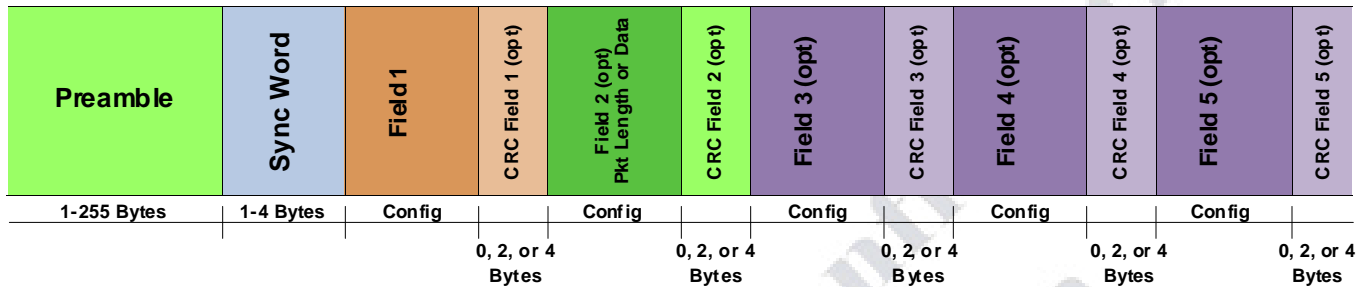 Preamble
Sync Word
Field 1
CRC Field 1 (opt)
Field 2 (opt)
Pkt Length or Data
CRC Field 2 (opt)
Field 3 (opt)
CRC Field 3 (opt)
Field 4 (opt)
CRC Field 4 (opt)
Field 5 (opt)
CRC Field 5 (opt)
1-255 Bytes
1-4 Bytes
Config
Config
Config
Config
Config
0, 2, or 4
Bytes
0, 2, or 4
Bytes
0, 2, or 4
Bytes
0, 2, or 4
Bytes
0, 2, or 4
Bytes